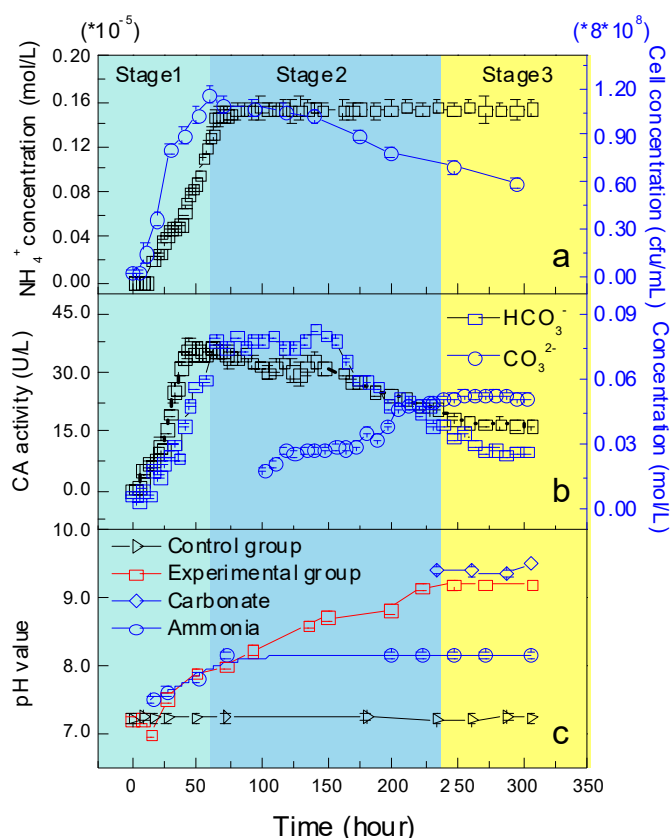 (*10⁻⁵) (*8*10⁸)
Stage1 Stage2 Stage3
NH₄⁺ concentration (mol/L)
0.20
0.16
0.12
0.08
0.04
0.00
1.20
0.90
0.60
0.30
0.00
Cell concentration (cfu/mL)
a
CA activity (U/L)
45.0
30.0
15.0
0.0
HCO₃⁻
CO₃²⁻
0.09
0.06
0.03
0.00
Concentration (mol/L)
b
pH value
10.0
9.0
8.0
7.0
Control group
Experimental group
Carbonate
Ammonia
c
0 50 100 150 200 250 300 350
Time (hour)